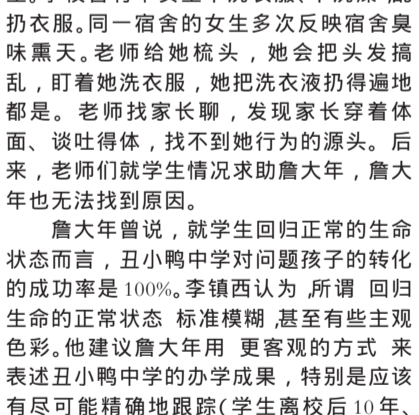 扔衣服。同一宿舍的女生多次反映宿舍臭
味熏天。老师给她梳头，她会把头发搞
乱，盯着她洗衣服，她把洗衣液扔得遍地
都是。老师找家长聊，发现家长穿着体
面、谈吐得体，找不到她行为的源头。后
来，老师们就学生情况求助詹大年，詹大
年也无法找到原因。
詹大年曾说，就学生回归正常的生命
状态而言，丑小鸭中学对问题孩子的转化
的成功率是100%。李镇西认为，所谓 回归
生命的正常状态 标准模糊，甚至有些主观
色彩。他建议詹大年用 更客观的方式 来
表述丑小鸭中学的办学成果，特别是应该
有尽可能精确地跟踪(学生离校后10年、